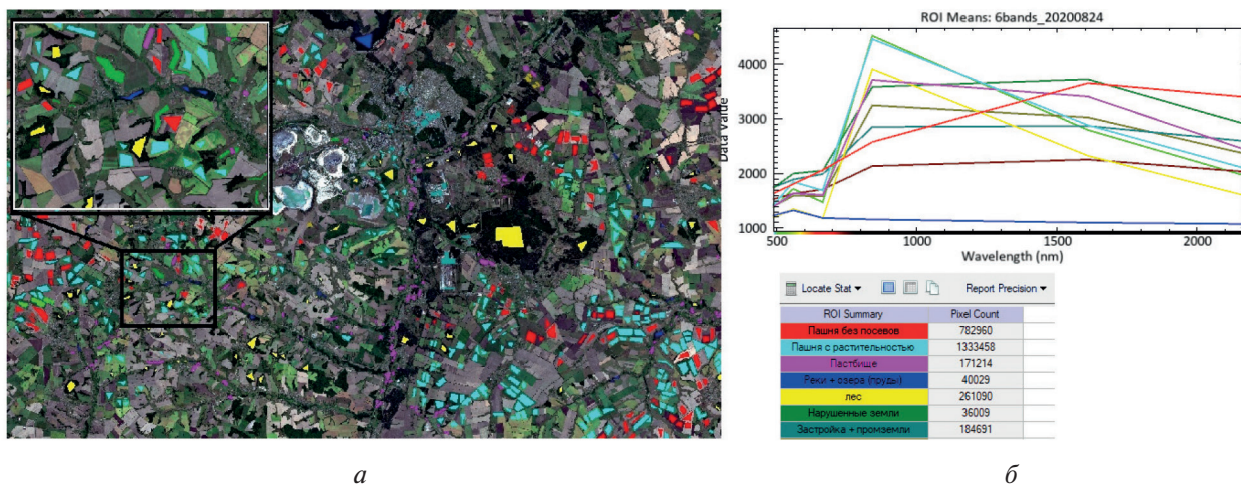 ROI Means: 6bands_20200824
Data Value
4000
3000
2000
1000
500
1000
1500
2000
Wavelength (nm)
Locate Stat
Report Precision
ROI Summary
Pixel Count
Пашня без посевов
782960
Пашня с растительностью
1333458
Пастбище
171214
Реки + озера (пруды)
40029
лес
261090
Нарушенные земли
36009
Застройка + промземли
184691
а
б